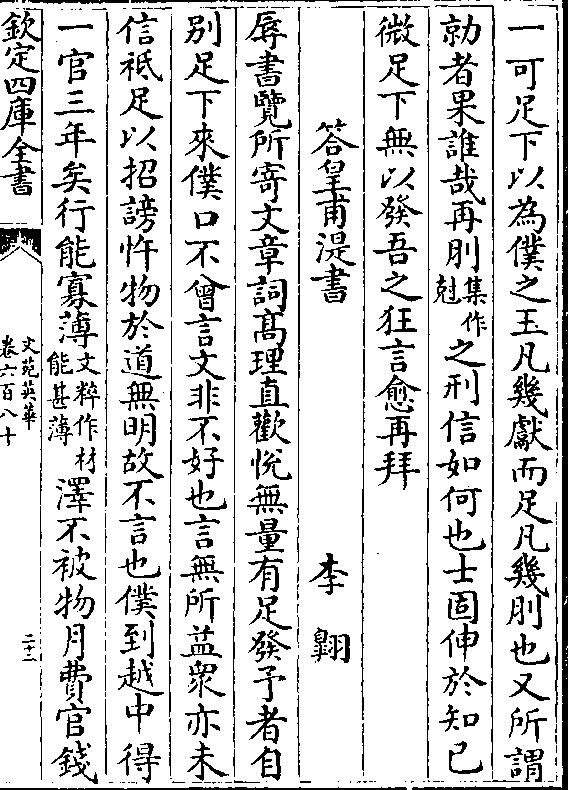 一可足下以為僕之玉凡幾獻而足凡幾刖也又所謂
勍者果誰哉再刖集作尅之刑信如何也士固伸於知己
微足下無以發吾之狂言愈再拜
答皇甫湜書 李翺
辱書覽所寄文章詞髙理直歡悅無量有足發予者自
别足下來僕口不曾言文非不好也言無所益衆亦未
信祗足以招謗忤物於道無明故不言也僕到越中得
一官三年矣行能寡薄文粹作材能甚薄澤不被物月費官錢
欽定四庫全書
文苑英華
卷六百八十
二十三